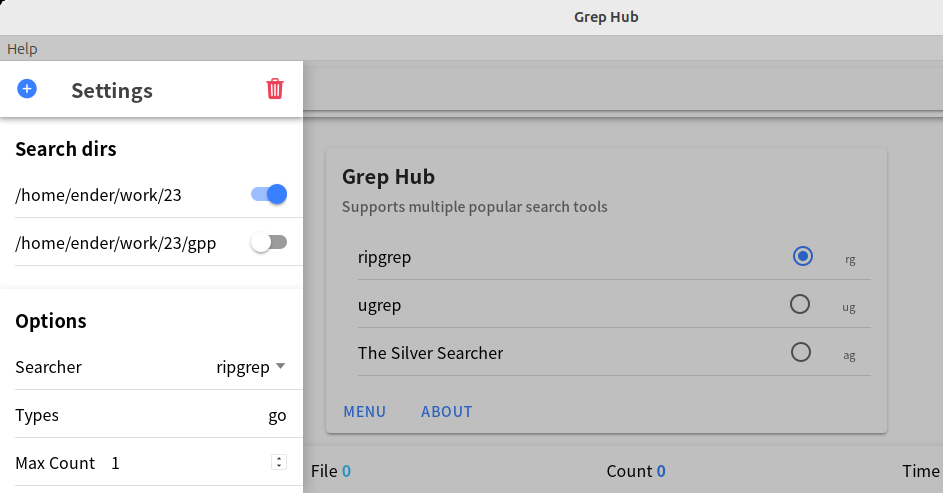 Grep Hub
Help
Settings
Search dirs
/home/ender/work/23
/home/ender/work/23/gpp
Options
Searcher ripgrep
Types go
Max Count 1
Grep Hub
Supports multiple popular search tools
ripgrep rg
ugrep ug
The Silver Searcher ag
MENU ABOUT
File 0 Count 0 Time